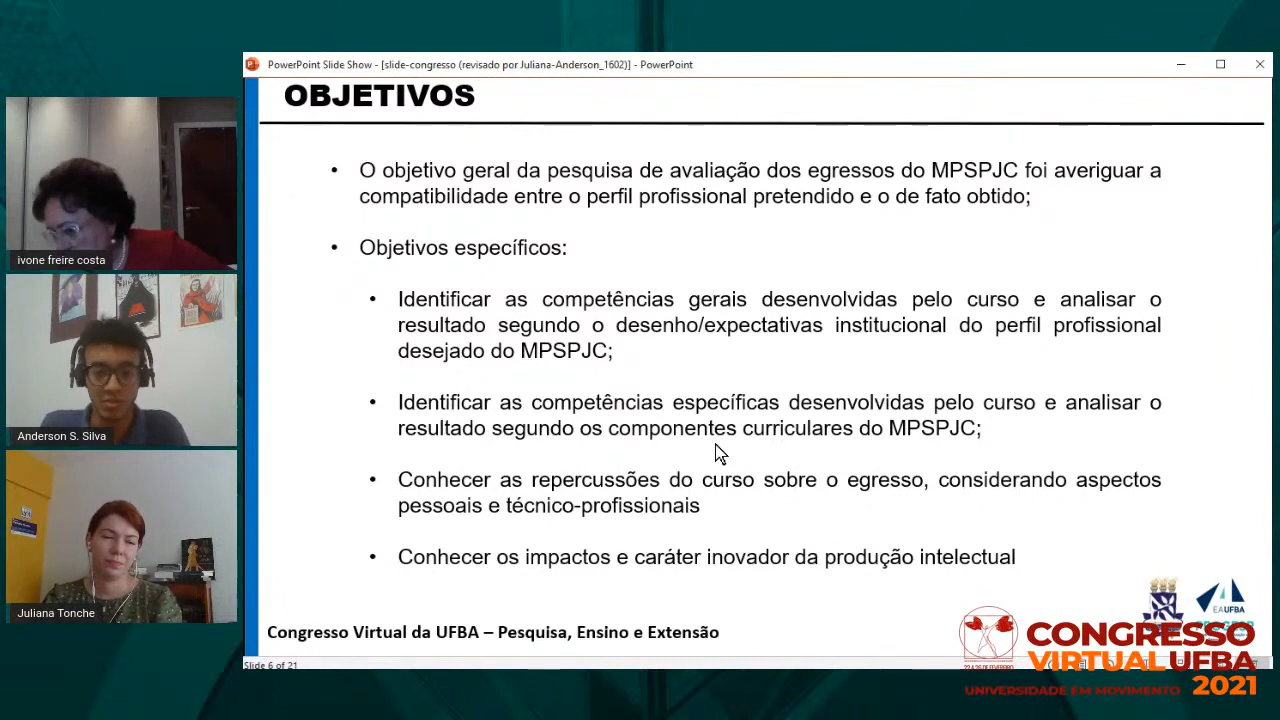 PowerPoint Slide Show - [slide-congresso (revisado por Juliana-Anderson_1602)] - PowerPoint
OBJETIVOS
• O objetivo geral da pesquisa de avaliação dos egressos do MPSPJC foi averiguar a
compatibilidade entre o perfil profissional pretendido e o de fato obtido;
• Objetivos específicos:
• Identificar as competências gerais desenvolvidas pelo curso e analisar o
resultado segundo o desenho/expectativas institucional do perfil profissional
desejado do MPSPJC;
• Identificar as competências específicas desenvolvidas pelo curso e analisar o
resultado segundo os componentes curriculares do MPSPJC;
• Conhecer as repercussões do curso sobre o egresso, considerando aspectos
pessoais e técnico-profissionais
• Conhecer os impactos e caráter inovador da produção intelectual
Congresso Virtual da UFBA – Pesquisa, Ensino e Extensão
Slide 6 of 21
ivone freire costa
Anderson S. Silva
Juliana Tonche
EAUFBA
CONGRESSO
VIRTUAL UFBA
2021
UNIVERSIDADE EM MOVIMENTO